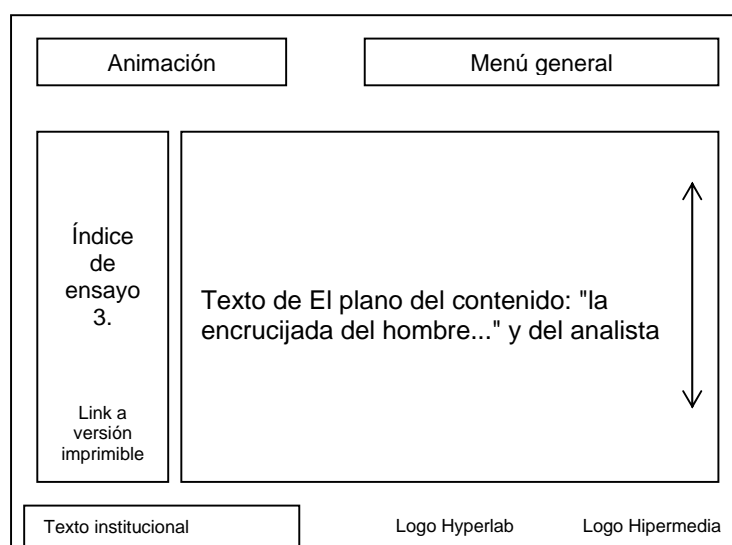 Animación
Menú general
Índice
de
ensayo
3.
Link a
versión
imprimible
Texto de El plano del contenido: "la
encrucijada del hombre..." y del analista
Texto institucional
Logo Hyperlab
Logo Hipermedia